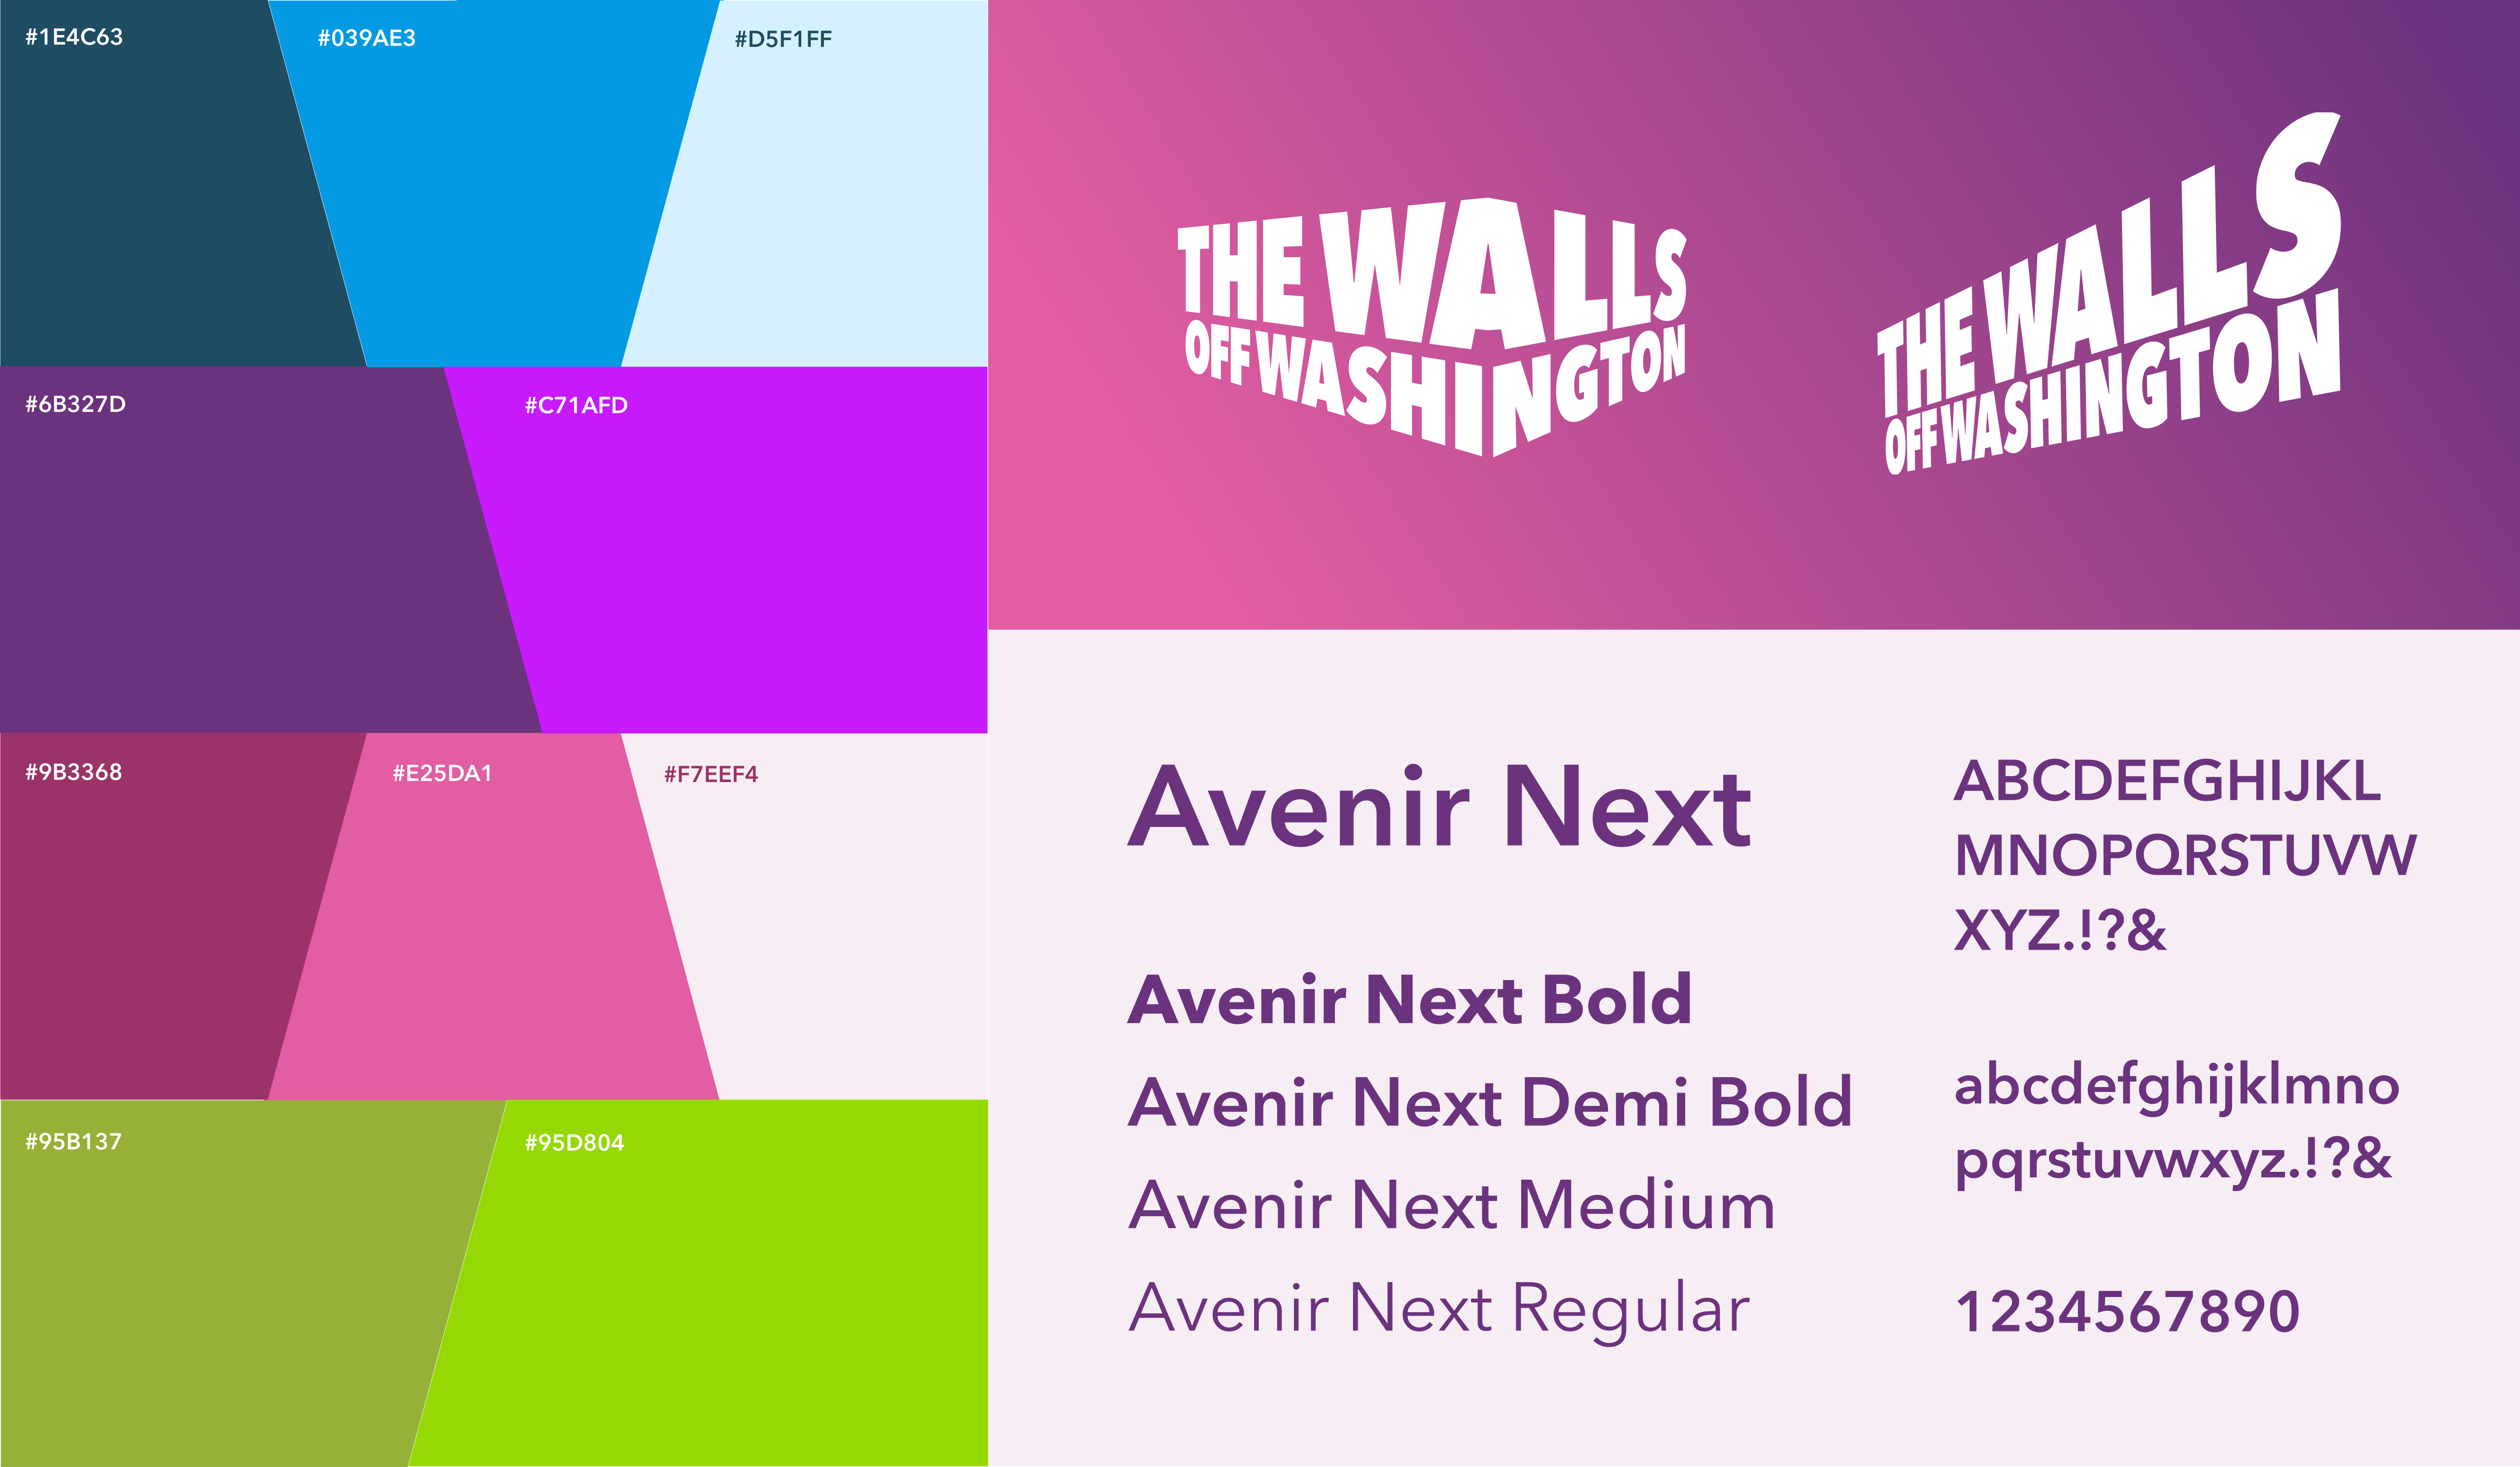 #1E4C63
#039AE3
#D5F1FF
#6B327D
#C71AFD
#9B3368
#E25DA1
#F7EEF4
#95B137
#95D804
THE WALLS
OFF WASHINGTON
THE WALLS
OFF WASHINGTON
Avenir Next
Avenir Next Bold
Avenir Next Demi Bold
Avenir Next Medium
Avenir Next Regular
ABCDEFGHIJKL
MNOPQRSTUVW
XYZ.!?&
abcdefghijklmno
pqrstuvwxyz.!?&
1234567890